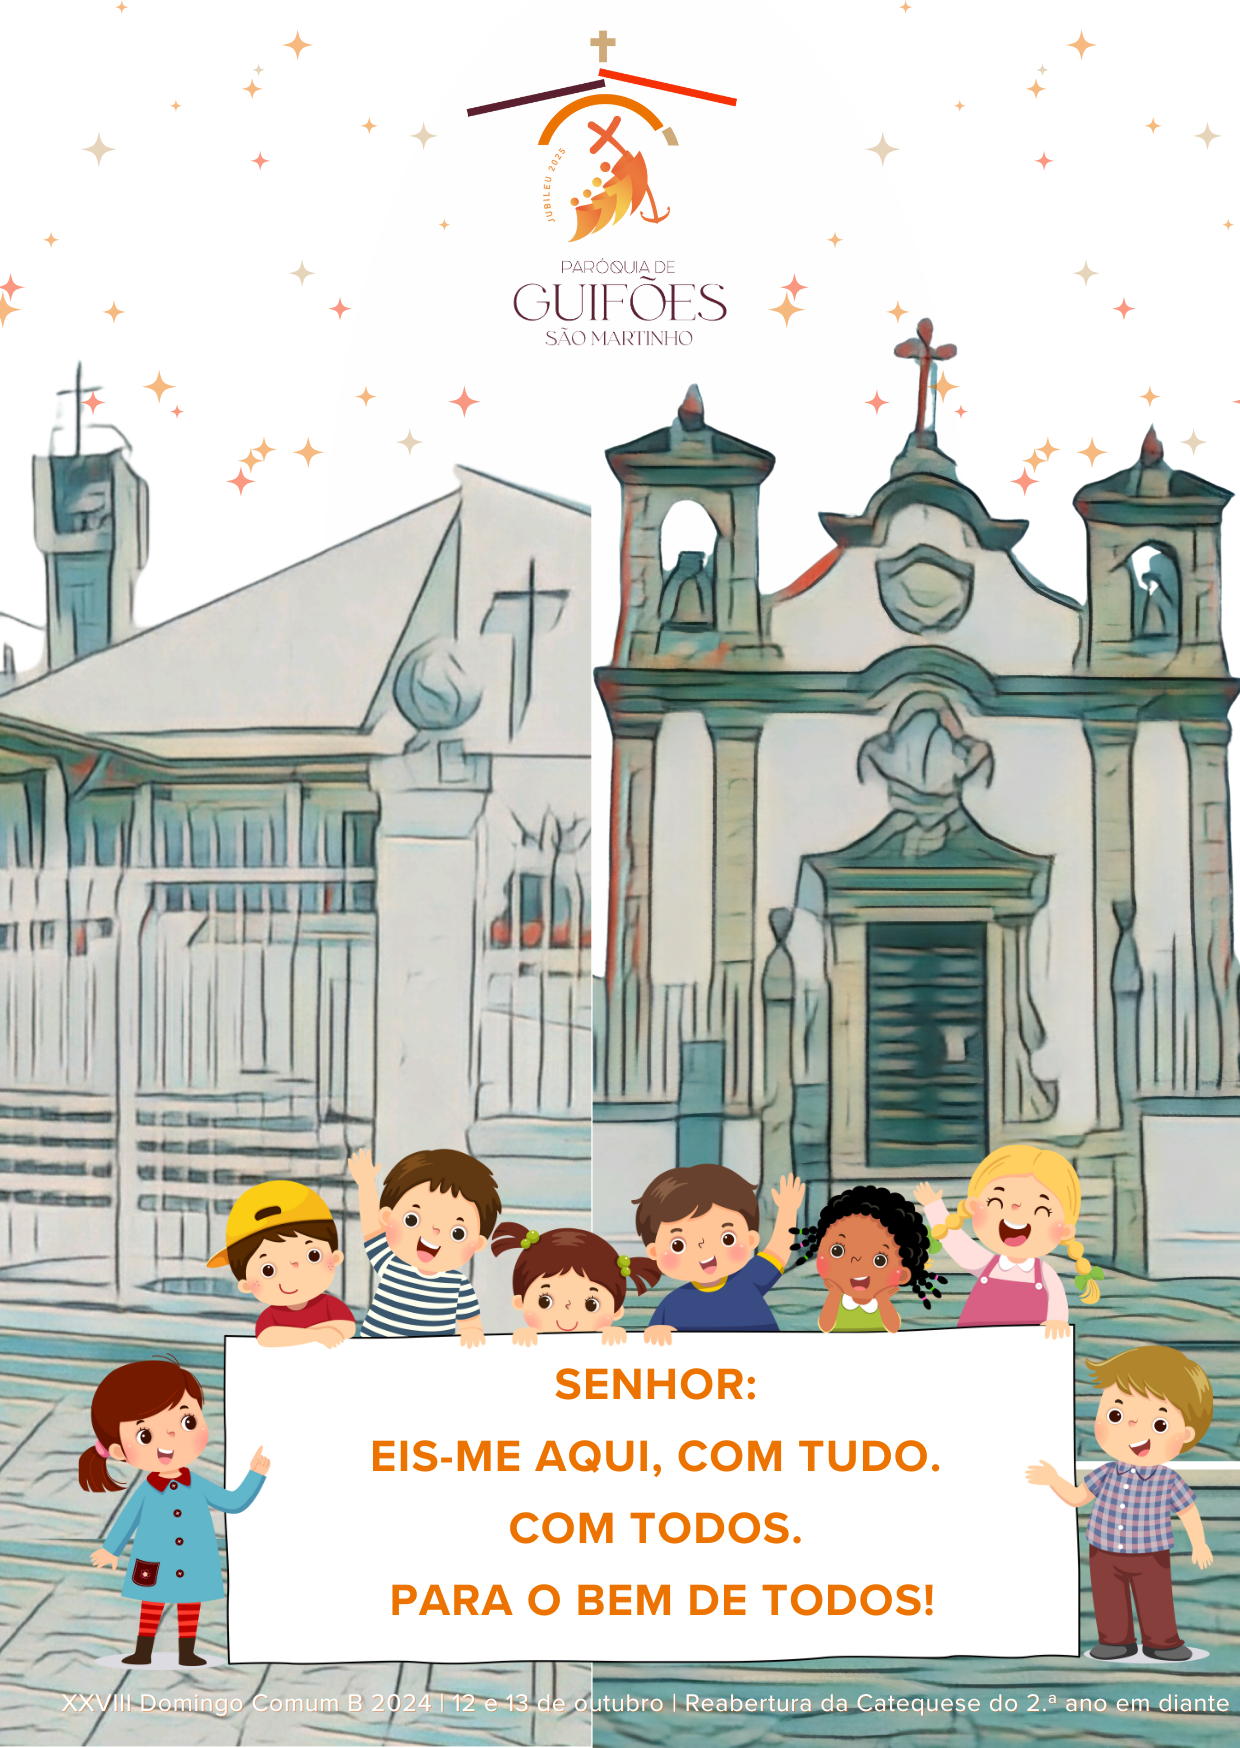 JUBILEU 2025
PARÓQUIA DE
GUIFÕES
SÃO MARTINHO
SENHOR:
EIS-ME AQUI, COM TUDO.
COM TODOS.
PARA O BEM DE TODOS!
XXVIII Domingo Comum B 2024 | 12 e 13 de outubro | Reabertura da Catequese do 2.ª ano em diante